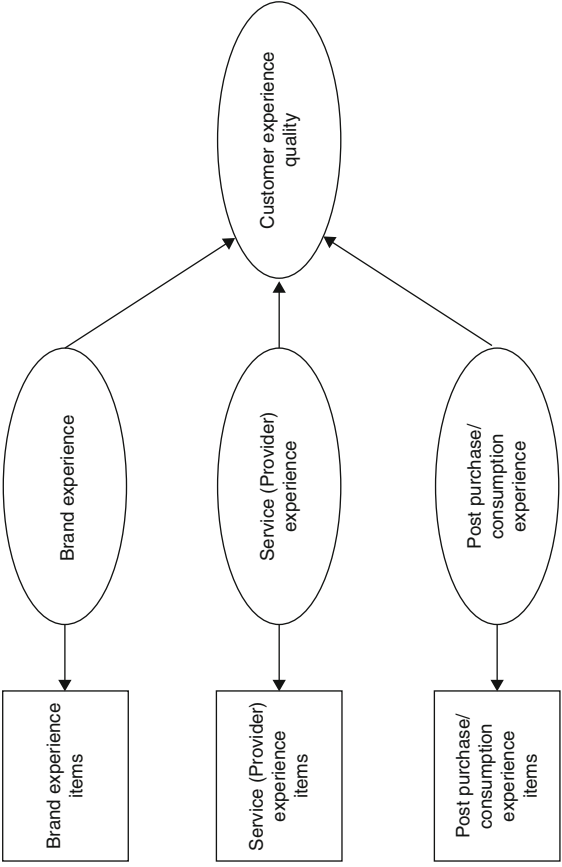 Brand experience
items
Service (Provider)
experience
items
Post purchase/
consumption
experience
items
Brand experience
Service (Provider)
experience
Post purchase/
consumption
experience
Customer experience
quality